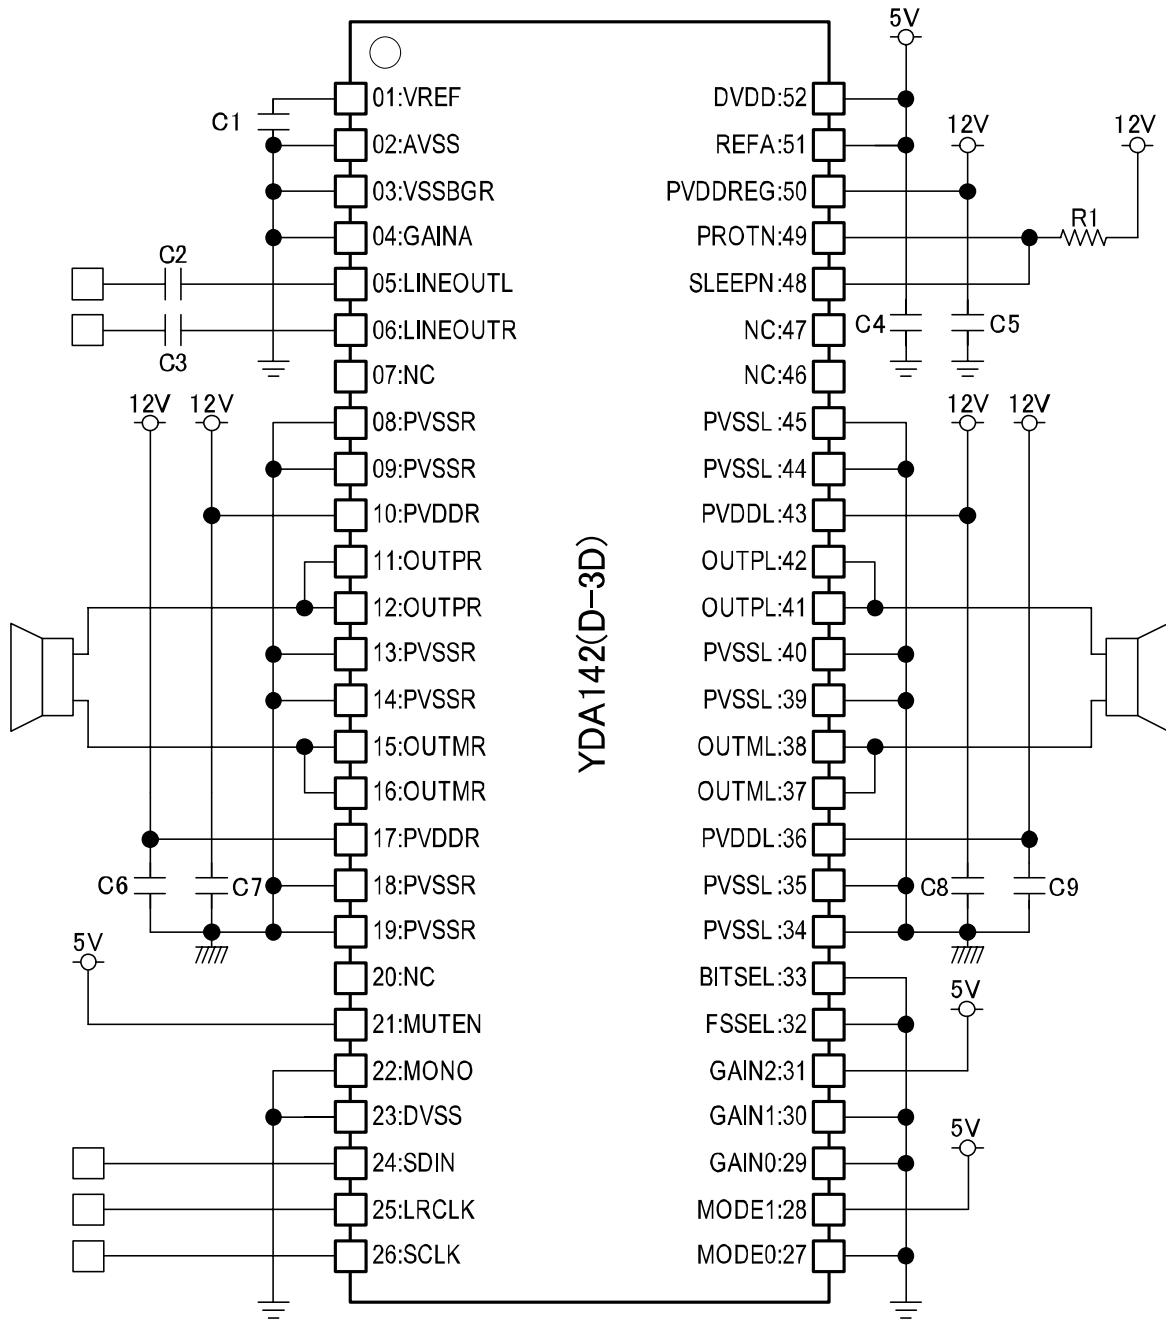 5V
01:VREF
DVDD:52
C1
02:AVSS
REFA:51
12V
12V
03:VSSBGR
PVDDREG:50
R1
04:GAINA
PROTN:49
C2
05:LINEOUTL
SLEEPN:48
06:LINEOUTR
NC:47
C4
C5
C3
07:NC
NC:46
12V
12V
12V
12V
08:PVSSR
PVSSL:45
09:PVSSR
PVSSL:44
10:PVDDR
PVDDL:43
11:OUTPR
OUTPL:42
12:OUTPR
OUTPL:41
YDA142(D-3D)
13:PVSSR
PVSSL:40
14:PVSSR
PVSSL:39
15:OUTMR
OUTML:38
16:OUTMR
OUTML:37
17:PVDDR
PVDDL:36
C6
C7
18:PVSSR
PVSSL:35
C8
C9
19:PVSSR
PVSSL:34
5V
20:NC
BITSEL:33
5V
21:MUTEN
FSSEL:32
22:MONO
GAIN2:31
23:DVSS
GAIN1:30
5V
24:SDIN
GAIN0:29
25:LRCLK
MODE1:28
26:SCLK
MODE0:27